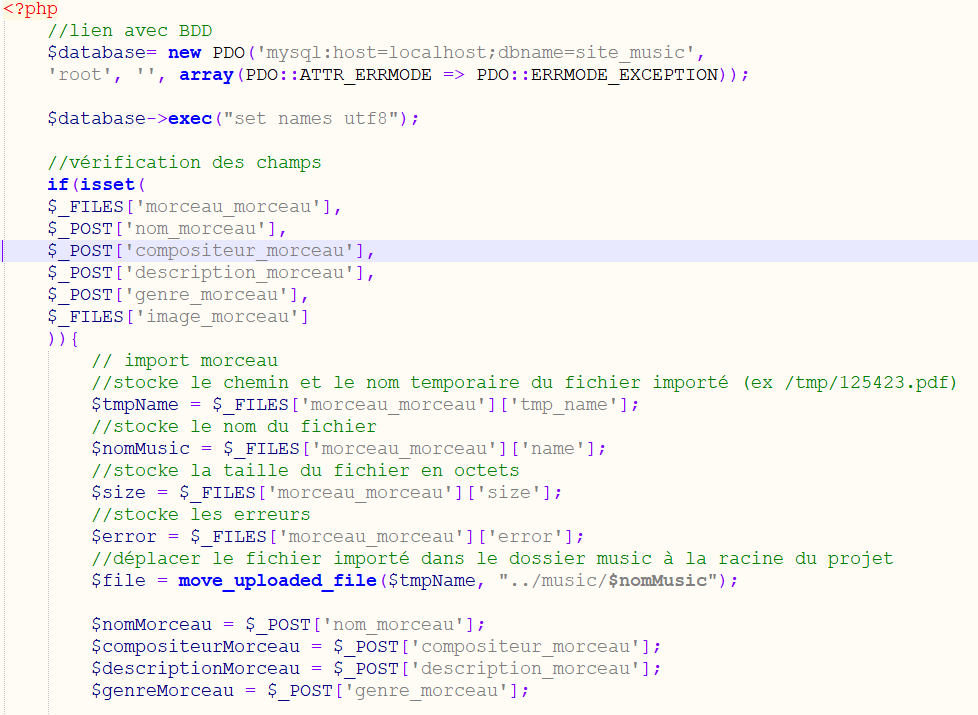 <?php
//lien avec BDD
$database= new PDO('mysql:host=localhost;dbname=site_music',
'root', '', array(PDO::ATTR_ERRMODE => PDO::ERRMODE_EXCEPTION));
$database->exec("set names utf8");
//vérification des champs
if(isset(
$_FILES['morceau_morceau'],
$_POST['nom_morceau'],
$_POST['compositeur_morceau'],
$_POST['description_morceau'],
$_POST['genre_morceau'],
$_FILES['image_morceau']
)){
// import morceau
//stocke le chemin et le nom temporaire du fichier importé (ex /tmp/125423.pdf)
$tmpName = $_FILES['morceau_morceau']['tmp_name'];
//stocke le nom du fichier
$nomMusic = $_FILES['morceau_morceau']['name'];
//stocke la taille du fichier en octets
$size = $_FILES['morceau_morceau']['size'];
//stocke les erreurs
$error = $_FILES['morceau_morceau']['error'];
//déplacer le fichier importé dans le dossier music à la racine du projet
$file = move_uploaded_file($tmpName, "../music/$nomMusic");
$nomMorceau = $_POST['nom_morceau'];
$compositeurMorceau = $_POST['compositeur_morceau'];
$descriptionMorceau = $_POST['description_morceau'];
$genreMorceau = $_POST['genre_morceau'];